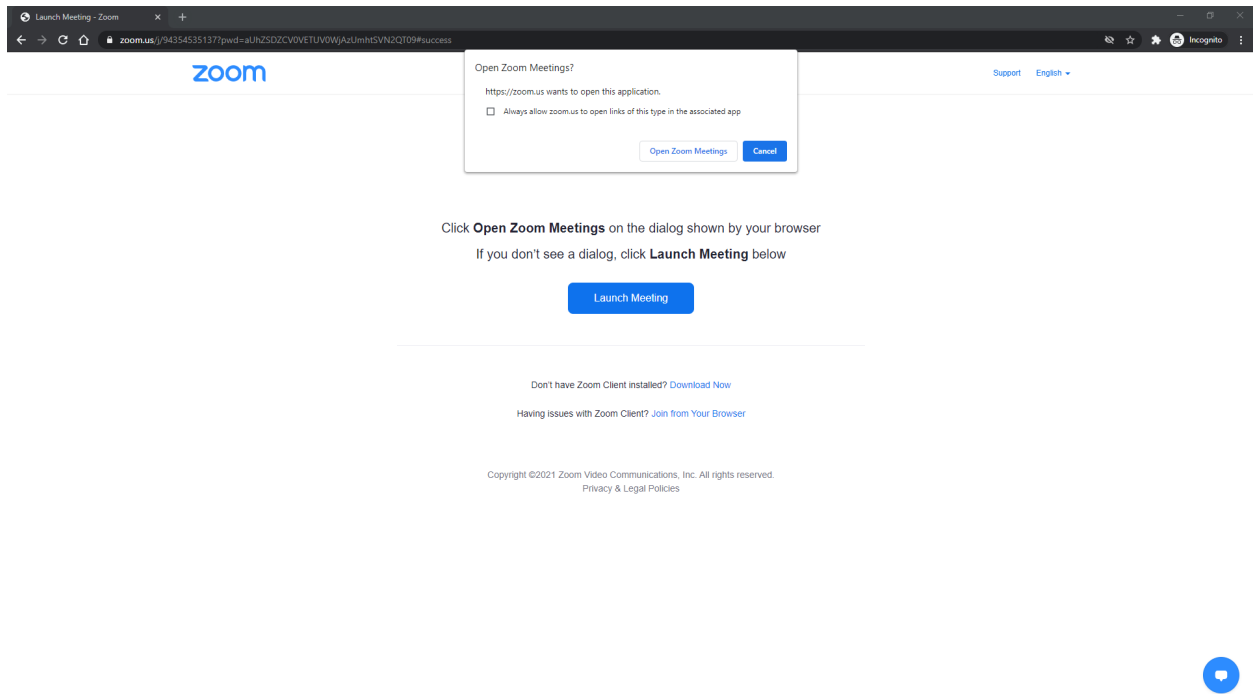 Launch Meeting - Zoom
zoom.us/j/94354535137?pwd=aUhZSDZCV0VETUV0WjAzUmhtSVN2QT09#success
Incognito
zoom
Support English
Open Zoom Meetings?
https://zoom.us wants to open this application.
Always allow zoom.us to open links of this type in the associated app
Open Zoom Meetings Cancel
Click Open Zoom Meetings on the dialog shown by your browser
If you don't see a dialog, click Launch Meeting below
Launch Meeting
Don't have Zoom Client installed? Download Now
Having issues with Zoom Client? Join from Your Browser
Copyright ©2021 Zoom Video Communications, Inc. All rights reserved.
Privacy & Legal Policies